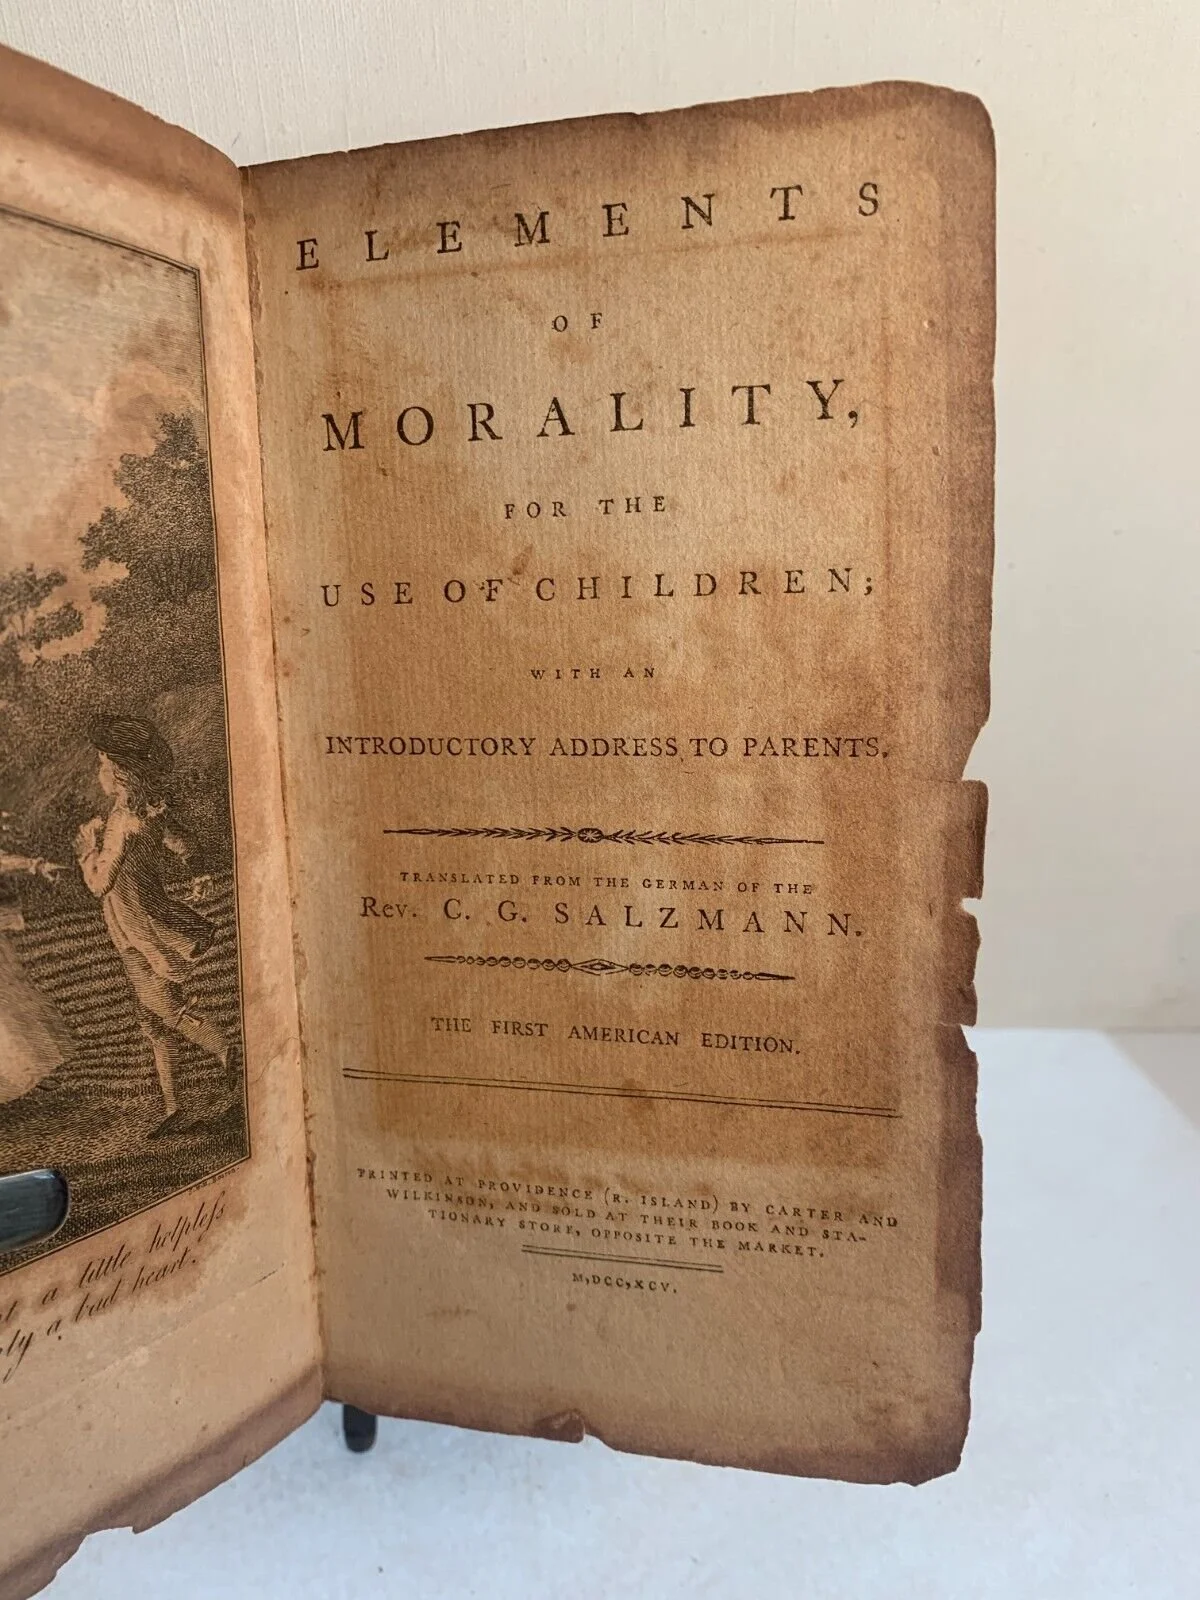 a little helpleſs
a bad heart.
ELEMENTS
OF
MORALITY,
FOR THE
USE OF CHILDREN;
WITH AN
INTRODUCTORY ADDRESS TO PARENTS.
TRANSLATED FROM THE GERMAN OF THE
Rev. C. G. SALZMANN.
THE FIRST AMERICAN EDITION.
PRINTED AT PROVIDENCE (R. ISLAND) BY CARTER AND
WILKINSON, AND SOLD AT THEIR BOOK AND STA-
TIONARY STORE, OPPOSITE THE MARKET.
M,DCC,XCV.